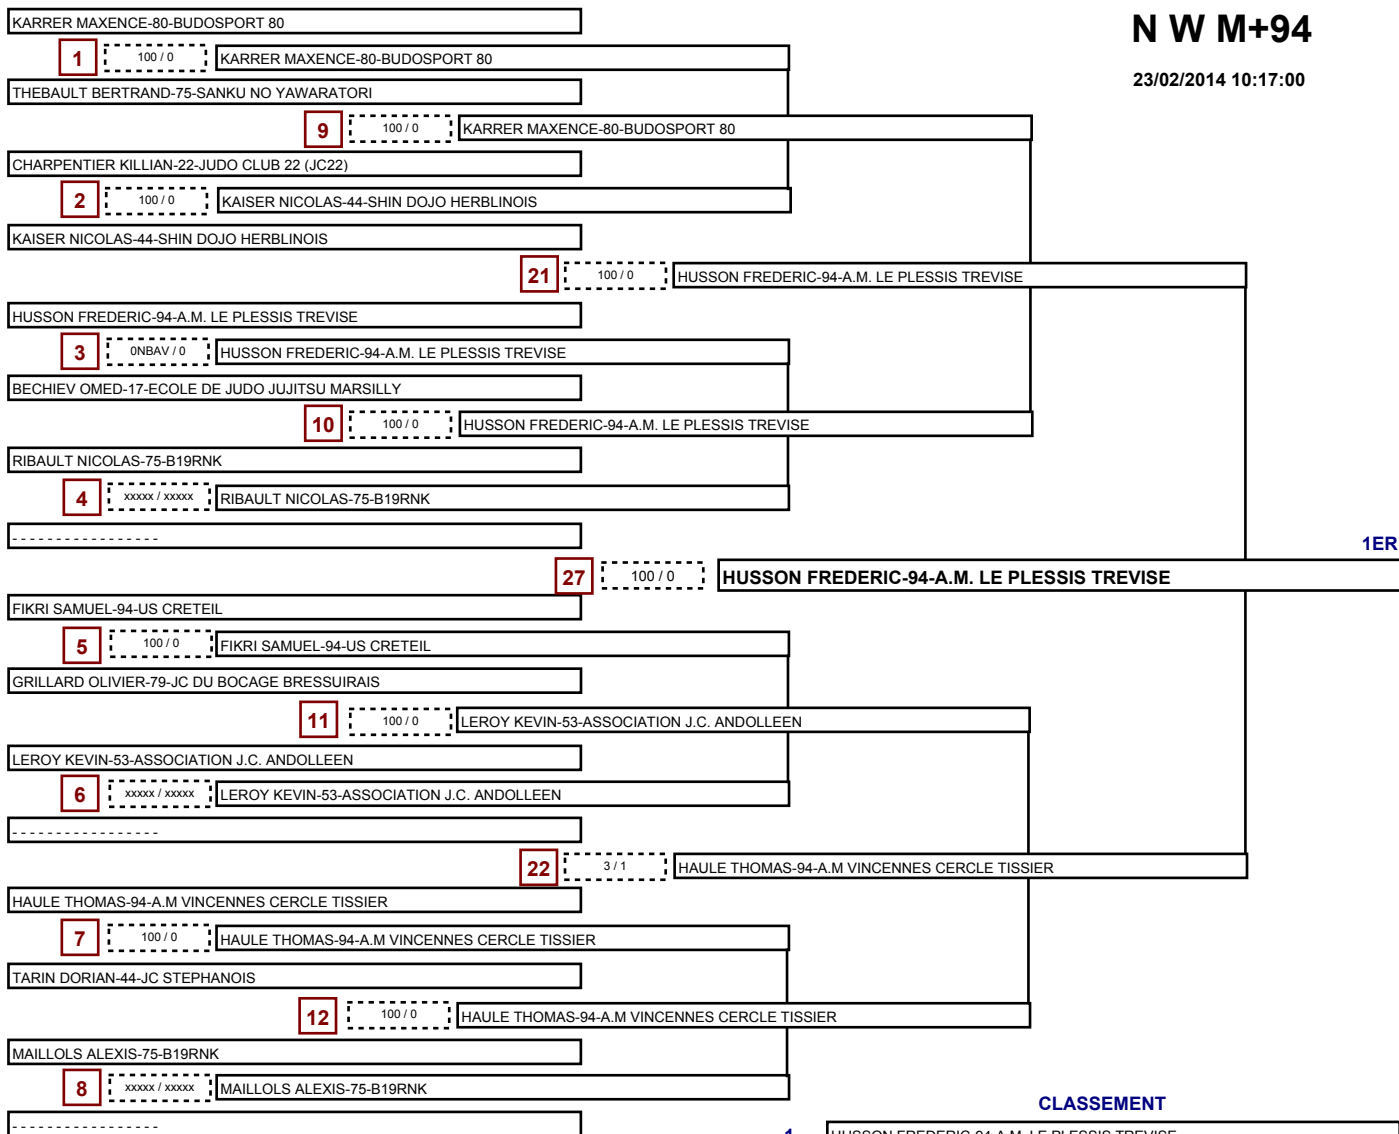 KARRER MAXENCE-80-BUDOSPORT 80
N W M+94
1 100 / 0 KARRER MAXENCE-80-BUDOSPORT 80
23/02/2014 10:17:00
THEBAULT BERTRAND-75-SANKU NO YAWARATORI
9 100 / 0 KARRER MAXENCE-80-BUDOSPORT 80
CHARPENTIER KILLIAN-22-JUDO CLUB 22 (JC22)
2 100 / 0 KAISER NICOLAS-44-SHIN DOJO HERBLINOIS
KAISER NICOLAS-44-SHIN DOJO HERBLINOIS
21 100 / 0 HUSSON FREDERIC-94-A.M. LE PLESSIS TREVISE
HUSSON FREDERIC-94-A.M. LE PLESSIS TREVISE
3 0NBAV / 0 HUSSON FREDERIC-94-A.M. LE PLESSIS TREVISE
BECHIEV OMED-17-ECOLE DE JUDO JUJITSU MARSILLY
10 100 / 0 HUSSON FREDERIC-94-A.M. LE PLESSIS TREVISE
RIBAULT NICOLAS-75-B19RNK
4 xxxxx / xxxxx RIBAULT NICOLAS-75-B19RNK
- - - - - - - - - - - - - - - - -
1ER
27 100 / 0 HUSSON FREDERIC-94-A.M. LE PLESSIS TREVISE
FIKRI SAMUEL-94-US CRETEIL
5 100 / 0 FIKRI SAMUEL-94-US CRETEIL
GRILLARD OLIVIER-79-JC DU BOCAGE BRESSUIRAIS
11 100 / 0 LEROY KEVIN-53-ASSOCIATION J.C. ANDOLLEEN
LEROY KEVIN-53-ASSOCIATION J.C. ANDOLLEEN
6 xxxxx / xxxxx LEROY KEVIN-53-ASSOCIATION J.C. ANDOLLEEN
- - - - - - - - - - - - - - - - -
22 3 / 1 HAULE THOMAS-94-A.M VINCENNES CERCLE TISSIER
HAULE THOMAS-94-A.M VINCENNES CERCLE TISSIER
7 100 / 0 HAULE THOMAS-94-A.M VINCENNES CERCLE TISSIER
TARIN DORIAN-44-JC STEPHANOIS
12 100 / 0 HAULE THOMAS-94-A.M VINCENNES CERCLE TISSIER
MAILLOLS ALEXIS-75-B19RNK
8 xxxxx / xxxxx MAILLOLS ALEXIS-75-B19RNK
CLASSEMENT
- - - - - - - - - - - - - - - - -
1 HUSSON FREDERIC-94-A.M. LE PLESSIS TREVISE